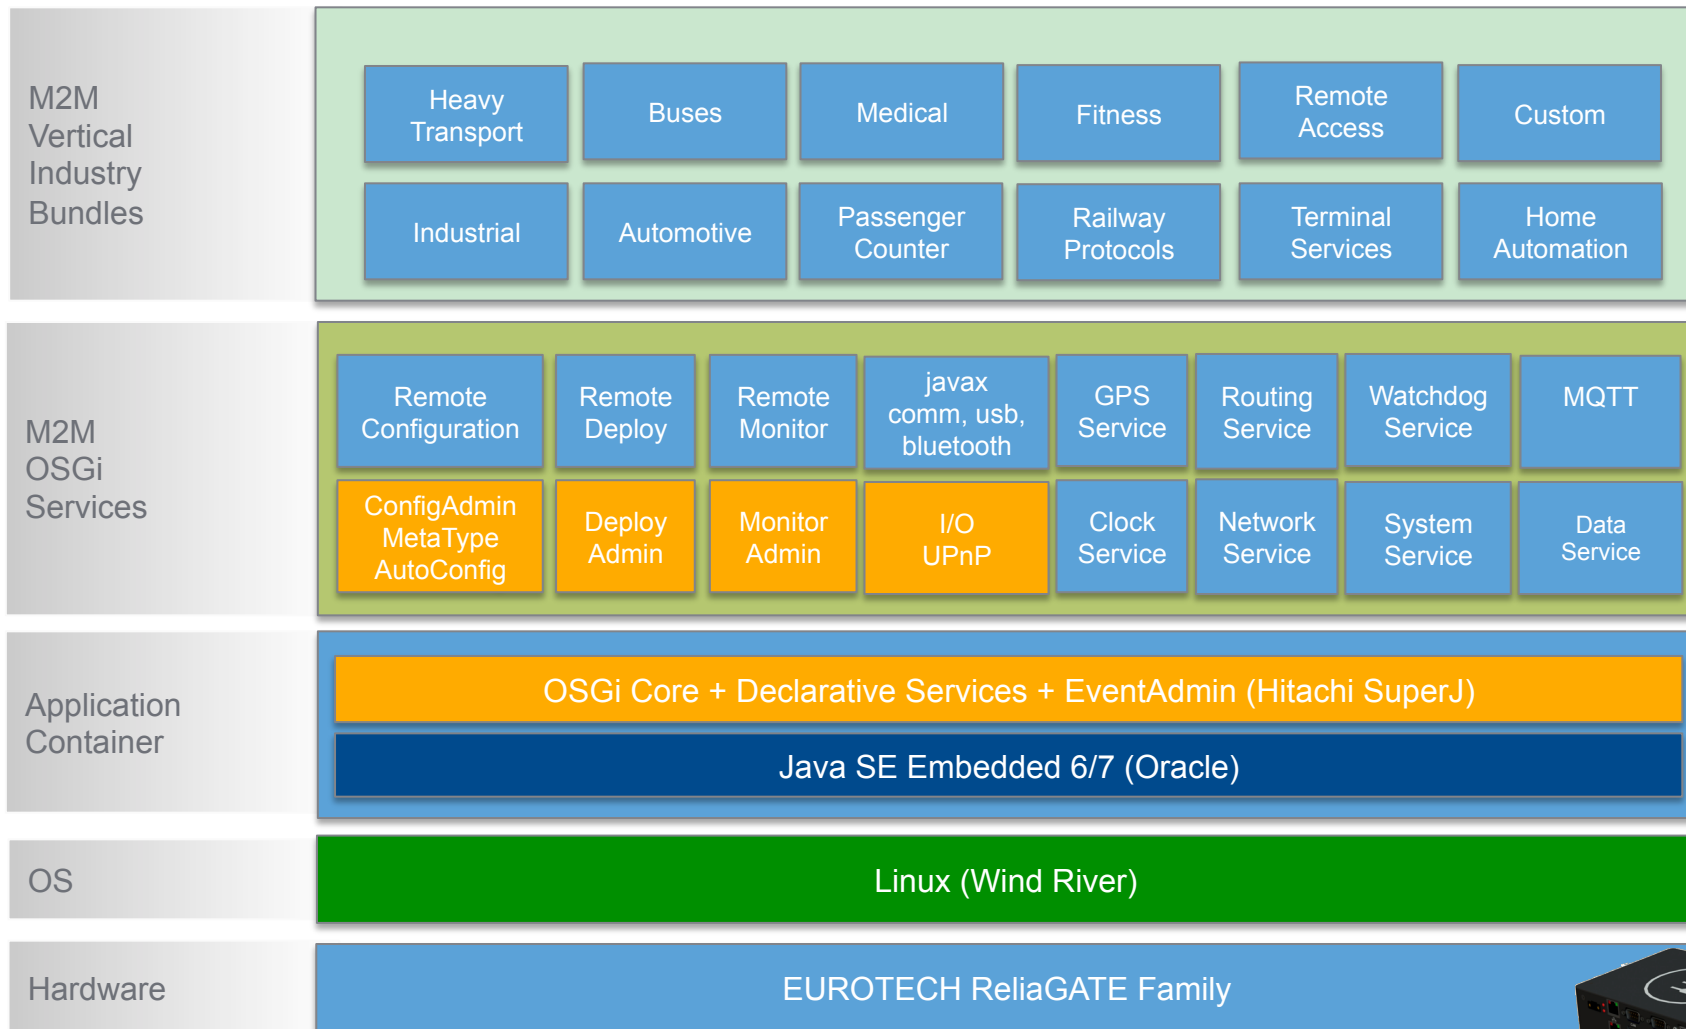 M2M
Vertical
Industry
Bundles
Heavy
Transport
Buses
Medical
Fitness
Remote
Access
Custom
Industrial
Automotive
Passenger
Counter
Railway
Protocols
Terminal
Services
Home
Automation
M2M
OSGi
Services
Remote
Configuration
Remote
Deploy
Remote
Monitor
javax
comm, usb,
bluetooth
GPS
Service
Routing
Service
Watchdog
Service
MQTT
ConfigAdmin
MetaType
AutoConfig
Deploy
Admin
Monitor
Admin
I/O
UPnP
Clock
Service
Network
Service
System
Service
Data
Service
Application
Container
OSGi Core + Declarative Services + EventAdmin (Hitachi SuperJ)
Java SE Embedded 6/7 (Oracle)
OS
Linux (Wind River)
Hardware
EUROTECH ReliaGATE Family